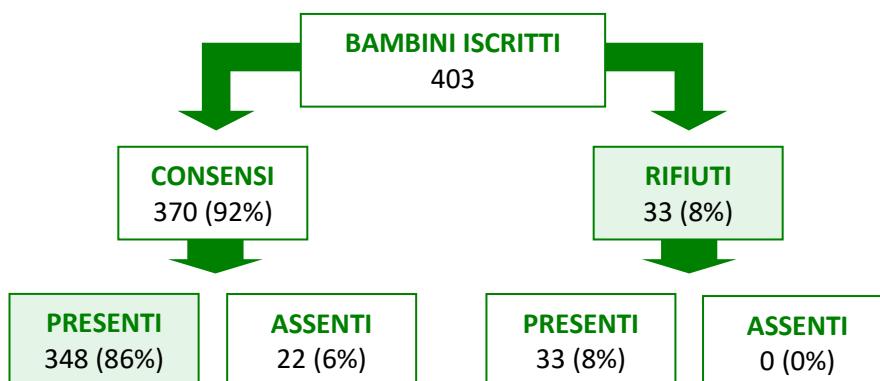 BAMBINI ISCRITTI
403
CONSENSI
370 (92%)
RIFIUTI
33 (8%)
PRESENTI
348 (86%)
ASSENTI
22 (6%)
PRESENTI
33 (8%)
ASSENTI
0 (0%)